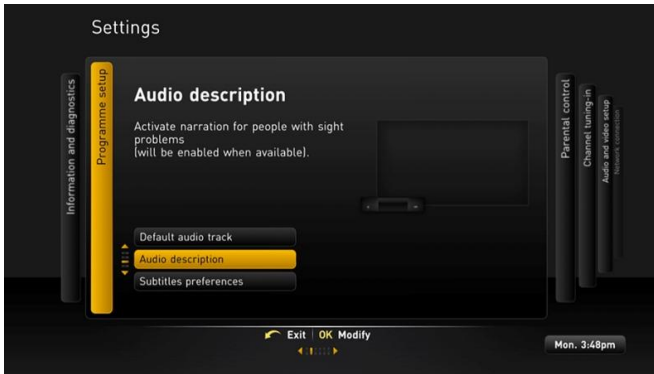 Settings
Information and diagnostics
Programme setup
Audio description
Activate narration for people with sight
problems
(will be enabled when available).
Default audio track
Audio description
Subtitles preferences
Parental control
Channel tuning-in
Audio and video setup
Network connection
Exit OK Modify
Mon. 3:48pm